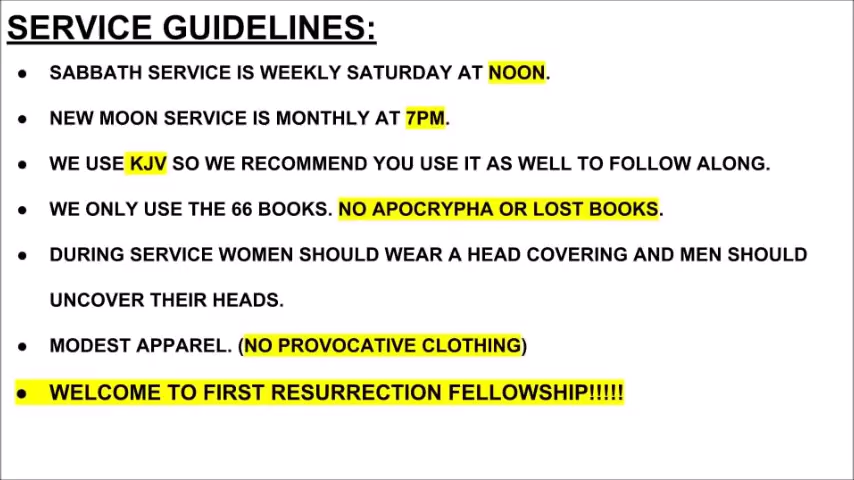 SERVICE GUIDELINES:
● SABBATH SERVICE IS WEEKLY SATURDAY AT NOON.
● NEW MOON SERVICE IS MONTHLY AT 7PM.
● WE USE KJV SO WE RECOMMEND YOU USE IT AS WELL TO FOLLOW ALONG.
● WE ONLY USE THE 66 BOOKS. NO APOCRYPHA OR LOST BOOKS.
● DURING SERVICE WOMEN SHOULD WEAR A HEAD COVERING AND MEN SHOULD
UNCOVER THEIR HEADS.
● MODEST APPAREL. (NO PROVOCATIVE CLOTHING)
● WELCOME TO FIRST RESURRECTION FELLOWSHIP!!!!!